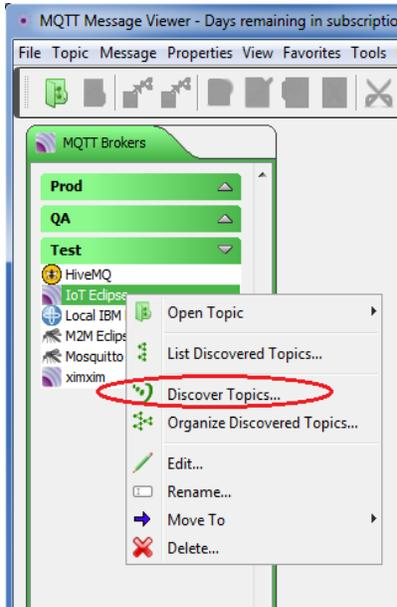 MQTT Message Viewer - Days remaining in subscriptio
File Topic Message Properties View Favorites Tools
MQTT Brokers
Prod
QA
Test
HiveMQ
IoT Eclipse
Local IBM
M2M Eclips
Mosquitto
ximxim
Open Topic
List Discovered Topics...
Discover Topics...
Organize Discovered Topics...
Edit...
Rename...
Move To
Delete...